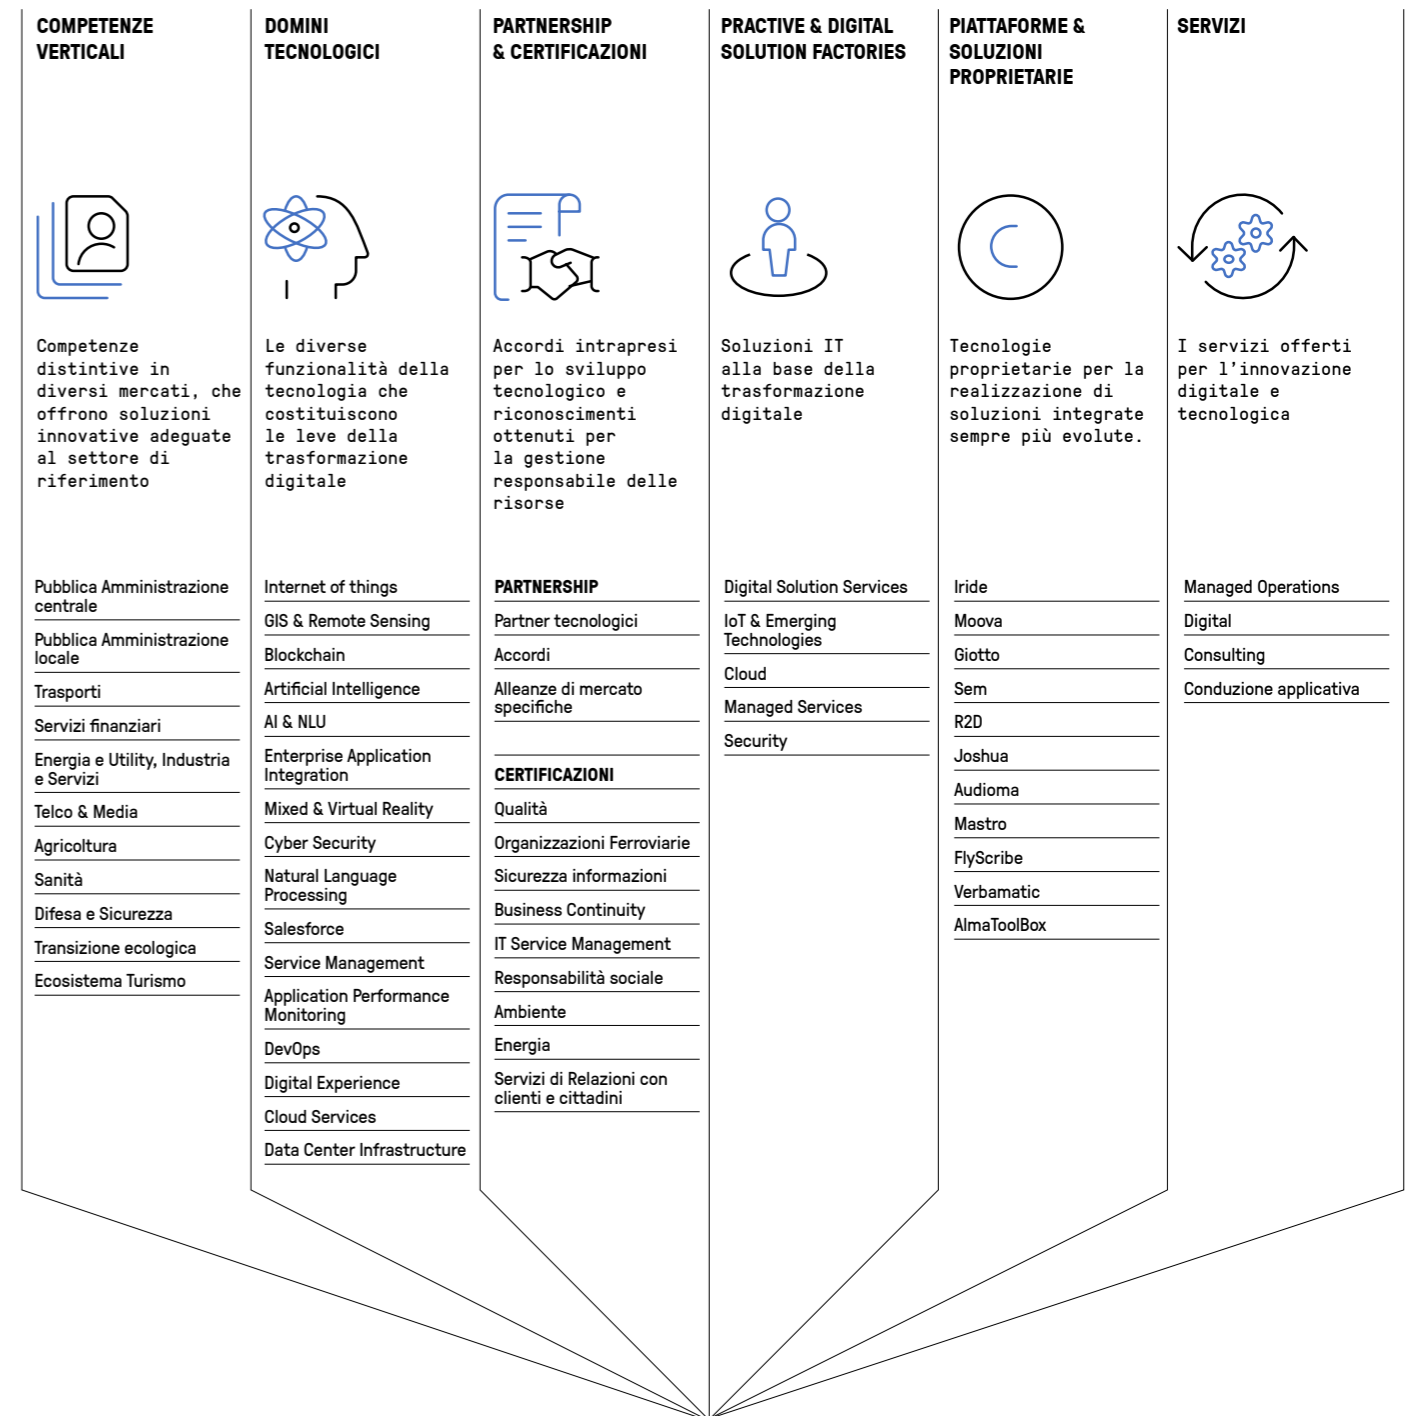 COMPETENZE
VERTICALI
Competenze
distintive in
diversi mercati, che
offrono soluzioni
innovative adeguate
al settore di
riferimento
Pubblica Amministrazione
centrale
Pubblica Amministrazione
locale
Trasporti
Servizi finanziari
Energia e Utility, Industria
e Servizi
Telco & Media
Agricoltura
Sanità
Difesa e Sicurezza
Transizione ecologica
Ecosistema Turismo
DOMINI
TECNOLOGICI
Le diverse
funzionalità della
tecnologia che
costituiscono
le leve della
trasformazione
digitale
Internet of things
GIS & Remote Sensing
Blockchain
Artificial Intelligence
AI & NLU
Enterprise Application
Integration
Mixed & Virtual Reality
Cyber Security
Natural Language
Processing
Salesforce
Service Management
Application Performance
Monitoring
DevOps
Digital Experience
Cloud Services
Data Center Infrastructure
PARTNERSHIP
& CERTIFICAZIONI
Accordi intrapresi
per lo sviluppo
tecnologico e
riconoscimenti
ottenuti per
la gestione
responsabile delle
risorse
PARTNERSHIP
Partner tecnologici
Accordi
Alleanze di mercato
specifiche
CERTIFICAZIONI
Qualità
Organizzazioni Ferroviarie
Sicurezza informazioni
Business Continuity
IT Service Management
Responsabilità sociale
Ambiente
Energia
Servizi di Relazioni con
clienti e cittadini
PRACTIVE & DIGITAL
SOLUTION FACTORIES
Soluzioni IT
alla base della
trasformazione
digitale
Digital Solution Services
IoT & Emerging
Technologies
Cloud
Managed Services
Security
PIATTAFORME &
SOLUZIONI
PROPRIETARIE
Tecnologie
proprietarie per la
realizzazione di
soluzioni integrate
sempre più evolute.
Iride
Moova
Giotto
Sem
R2D
Joshua
Audioma
Mastro
FlyScribe
Verbamatic
AlmaToolBox
SERVIZI
I servizi offerti
per l'innovazione
digitale e
tecnologica
Managed Operations
Digital
Consulting
Conduzione applicativa